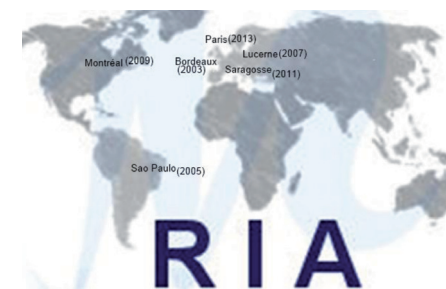 Paris(2013)
Lucerne(2007)
Montréal (2009)
Bordeaux
(2003)
Saragosse(2011)
Sao Paulo(2005)
RIA